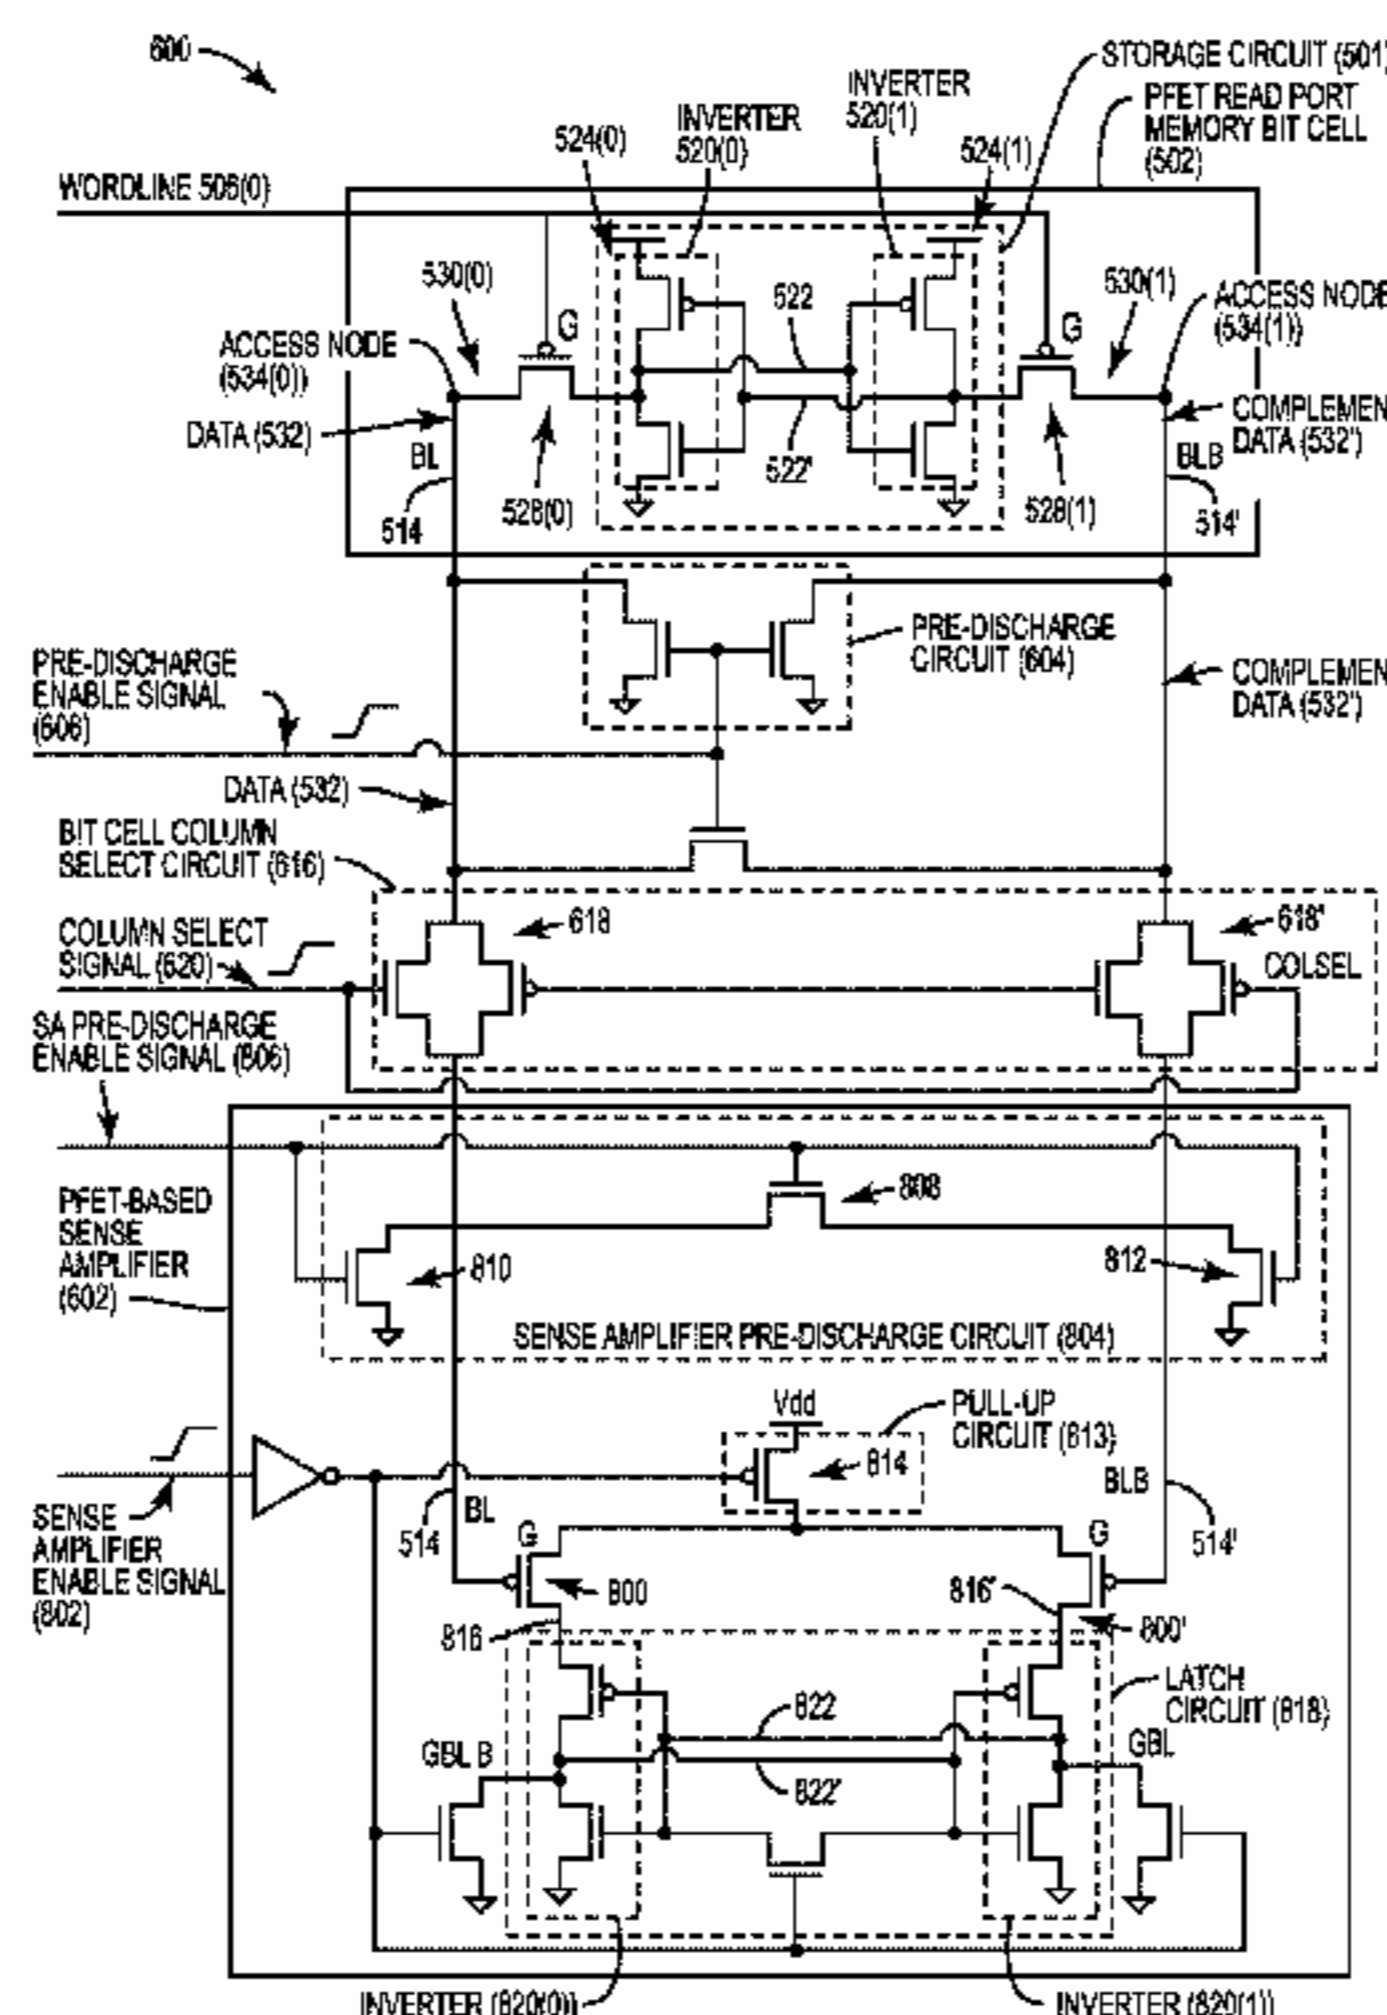 600
STORAGE CIRCUIT (501)
PFET READ PORT
MEMORY BIT CELL
(502)
INVERTER
520(1)
INVERTER
520(0)
524(0)
524(1)
WORDLINE 506(0)
530(0)
530(1)
522
G
G
ACCESS NODE
(534(0))
ACCESS NODE
(534(1))
DATA (532)
COMPLEMEN
DATA (532')
BL
BLB
522'
528(0)
528(1)
514
514'
PRE-DISCHARGE
CIRCUIT (604)
PRE-DISCHARGE
ENABLE SIGNAL
(606)
COMPLEMEN
DATA (532')
DATA (532)
BIT CELL COLUMN
SELECT CIRCUIT (616)
618
618'
COLUMN SELECT
SIGNAL (620)
COLSEL
SA PRE-DISCHARGE
ENABLE SIGNAL (806)
808
PFET-BASED
SENSE
AMPLIFIER
(602)
810
812
SENSE AMPLIFIER PRE-DISCHARGE CIRCUIT (804)
Vdd
PULL-UP
CIRCUIT (813)
814
BL
BLB
514
514'
SENSE
AMPLIFIER
ENABLE SIGNAL
(802)
G
G
800
816'
800'
816
LATCH
CIRCUIT (818)
822
GBL B
GBL
822'
INVERTER (820(0))
INVERTER (820(1))